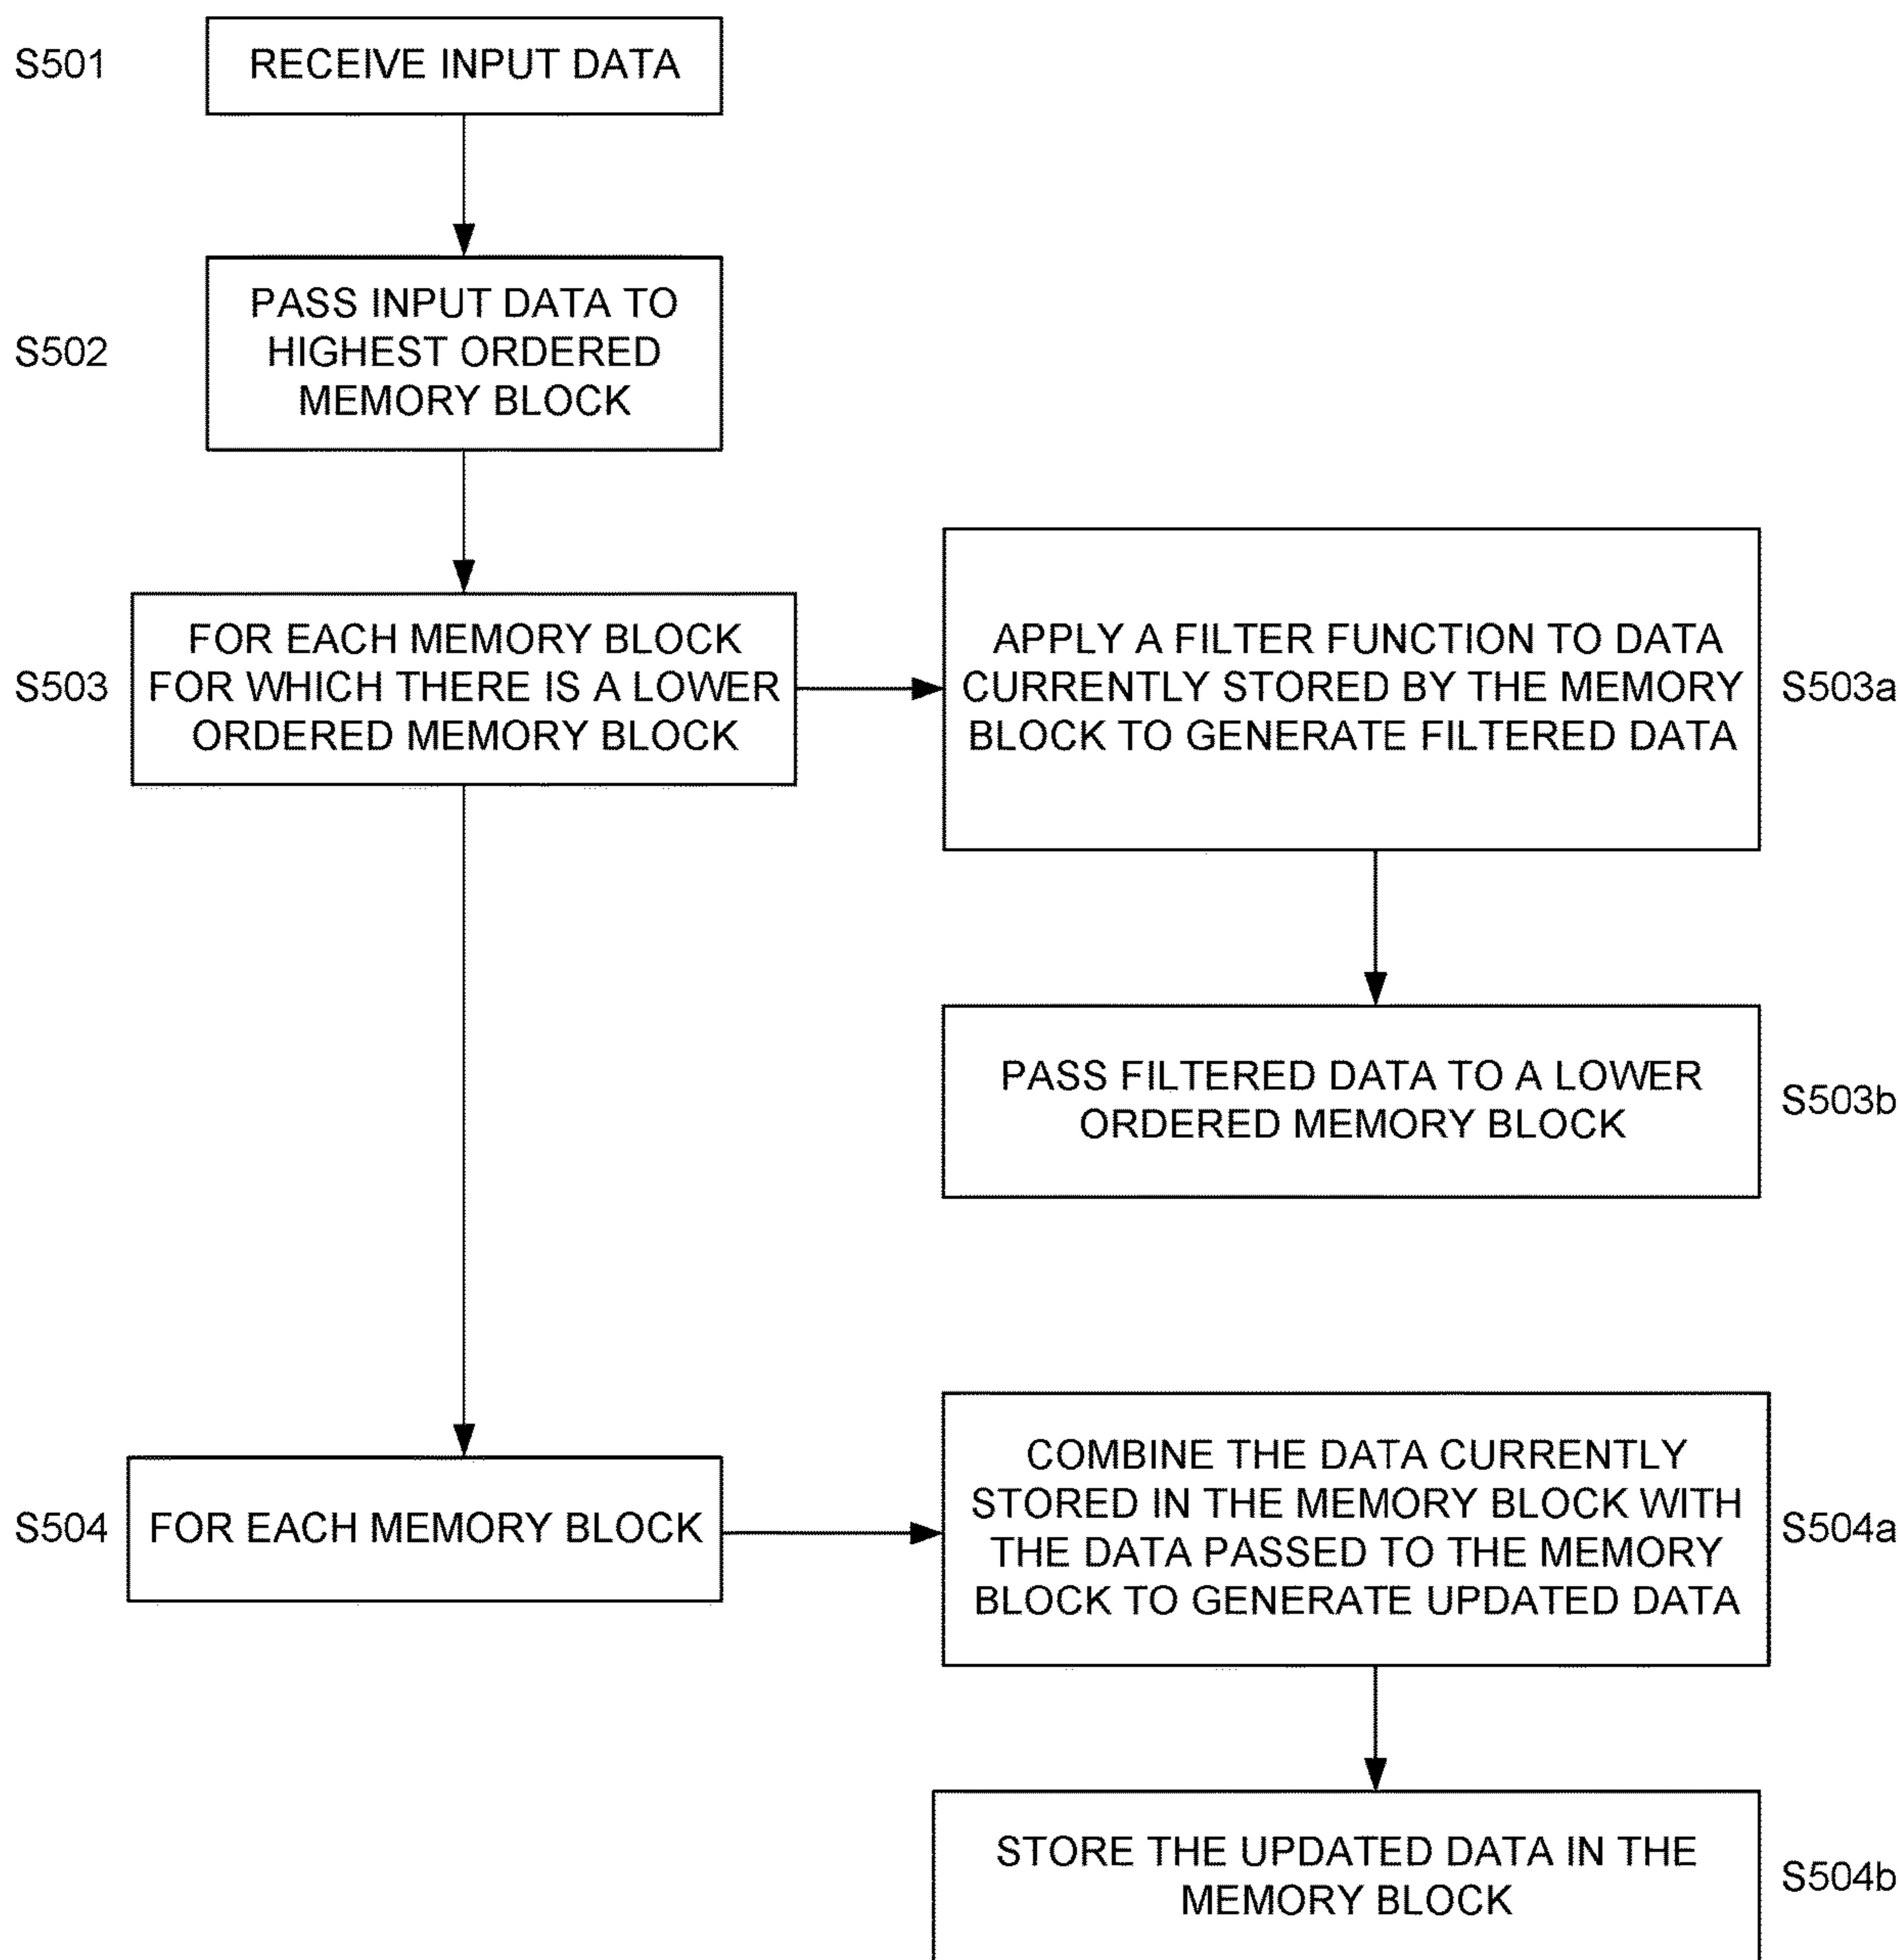 S501
RECEIVE INPUT DATA
S502
PASS INPUT DATA TO
HIGHEST ORDERED
MEMORY BLOCK
S503
FOR EACH MEMORY BLOCK
FOR WHICH THERE IS A LOWER
ORDERED MEMORY BLOCK
APPLY A FILTER FUNCTION TO DATA
CURRENTLY STORED BY THE MEMORY
BLOCK TO GENERATE FILTERED DATA
S503a
PASS FILTERED DATA TO A LOWER
ORDERED MEMORY BLOCK
S503b
S504
FOR EACH MEMORY BLOCK
COMBINE THE DATA CURRENTLY
STORED IN THE MEMORY BLOCK WITH
THE DATA PASSED TO THE MEMORY
BLOCK TO GENERATE UPDATED DATA
S504a
STORE THE UPDATED DATA IN THE
MEMORY BLOCK
S504b